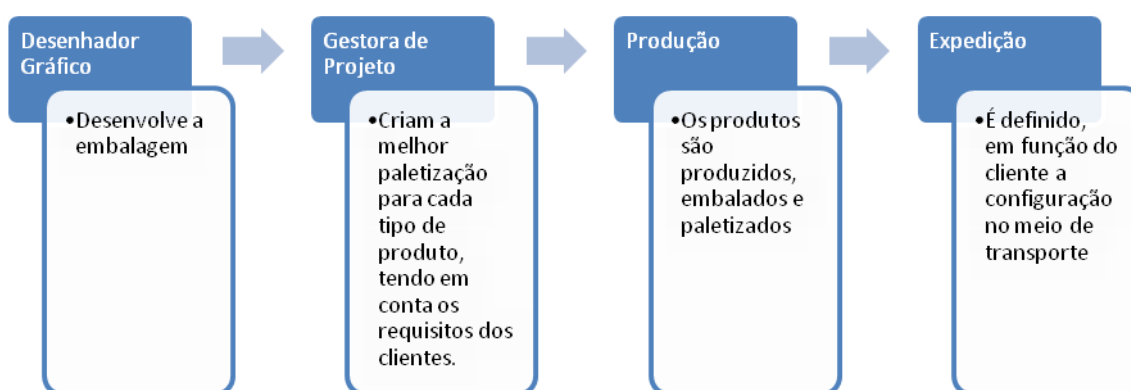 Desenhador
Gráfico
•Desenvolve a
embalagem
Gestora de
Projeto
•Criam a
melhor
paletização
para cada
tipo de
produto,
tendo em
conta os
requisitos dos
clientes.
Produção
•Os produtos
são
produzidos,
embalados e
paletizados
Expedição
•É definido,
em função do
cliente a
configuração
no meio de
transporte